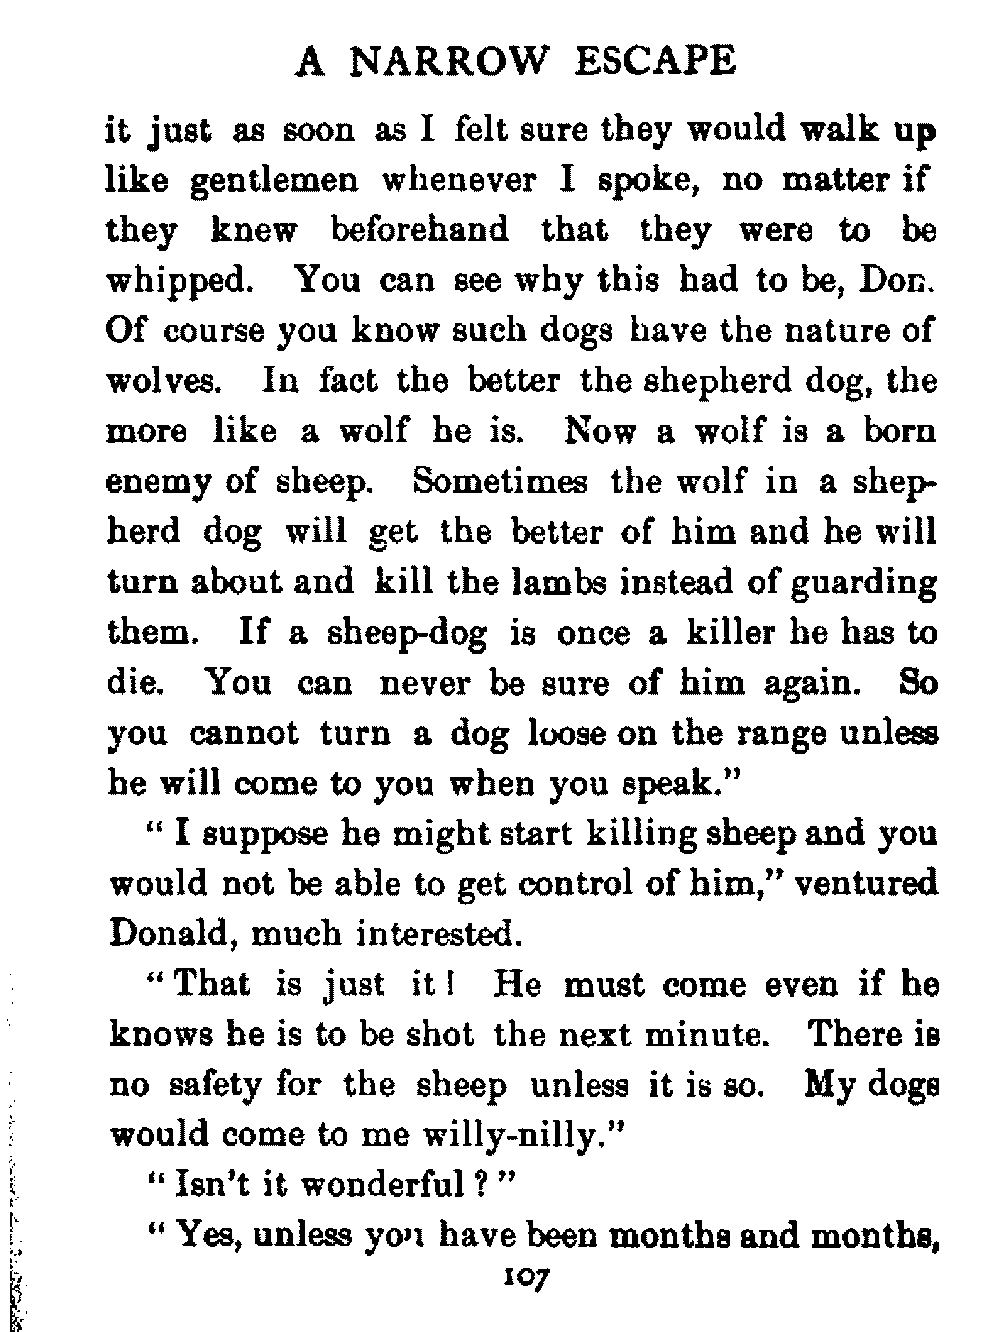 A NARROW ESCAPE
it just as soon as I felt sure they would walk up
like gentlemen whenever I spoke, no matter if
they knew beforehand that they were to be
whipped. You can see why this had to be, Don.
Of course you know such dogs have the nature of
wolves. In fact the better the shepherd dog, the
more like a wolf he is. Now a wolf is a born
enemy of sheep. Sometimes the wolf in a shep-
herd dog will get the better of him and he will
turn about and kill the lambs instead of guarding
them. If a sheep-dog is once a killer he has to
die. You can never be sure of him again. So
you cannot turn a dog loose on the range unless
he will come to you when you speak."
" I suppose he might start killing sheep and you
would not be able to get control of him," ventured
Donald, much interested.
" That is just it ! He must come even if he
knows he is to be shot the next minute. There is
no safety for the sheep unless it is so. My dogs
would come to me willy-nilly."
" Isn't it wonderful ? "
" Yes, unless you have been months and months,
107